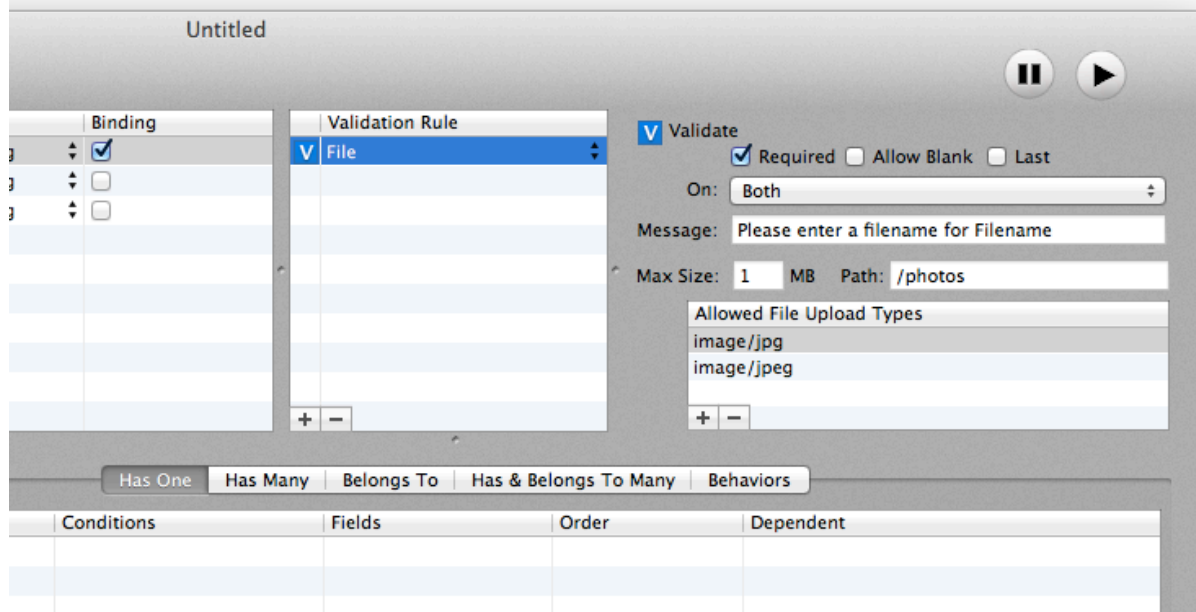 Untitled
Binding
Validation Rule
V File
V Validate
Required Allow Blank Last
On: Both
Message: Please enter a filename for Filename
Max Size: 1 MB Path: /photos
Allowed File Upload Types
image/jpg
image/jpeg
+ −
+ −
Has One Has Many Belongs To Has & Belongs To Many Behaviors
Conditions Fields Order Dependent